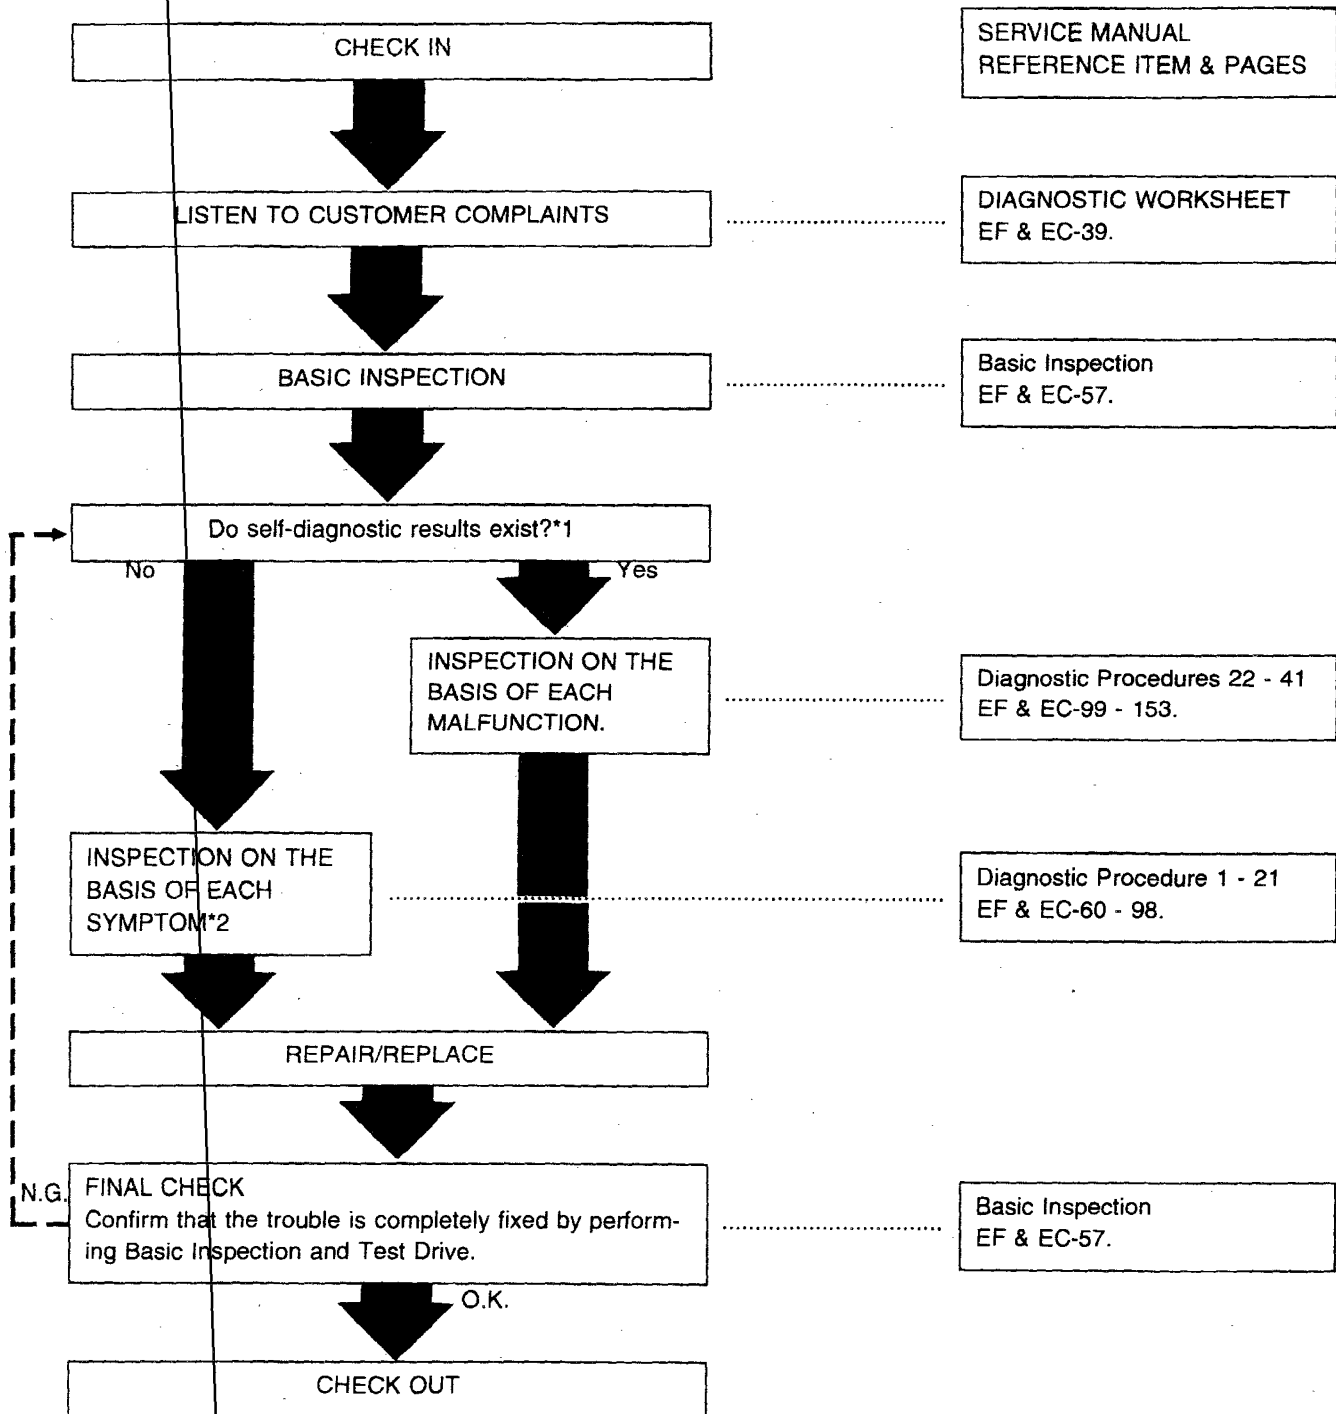 CHECK IN
SERVICE MANUAL
REFERENCE ITEM & PAGES
LISTEN TO CUSTOMER COMPLAINTS
DIAGNOSTIC WORKSHEET
EF & EC-39.
BASIC INSPECTION
Basic Inspection
EF & EC-57.
Do self-diagnostic results exist?*1
No
Yes
INSPECTION ON THE
BASIS OF EACH
MALFUNCTION.
Diagnostic Procedures 22 - 41
EF & EC-99 - 153.
INSPECTION ON THE
BASIS OF EACH
SYMPTOM*2
Diagnostic Procedure 1 - 21
EF & EC-60 - 98.
REPAIR/REPLACE
N.G.
FINAL CHECK
Confirm that the trouble is completely fixed by perform-
ing Basic Inspection and Test Drive.
Basic Inspection
EF & EC-57.
O.K.
CHECK OUT